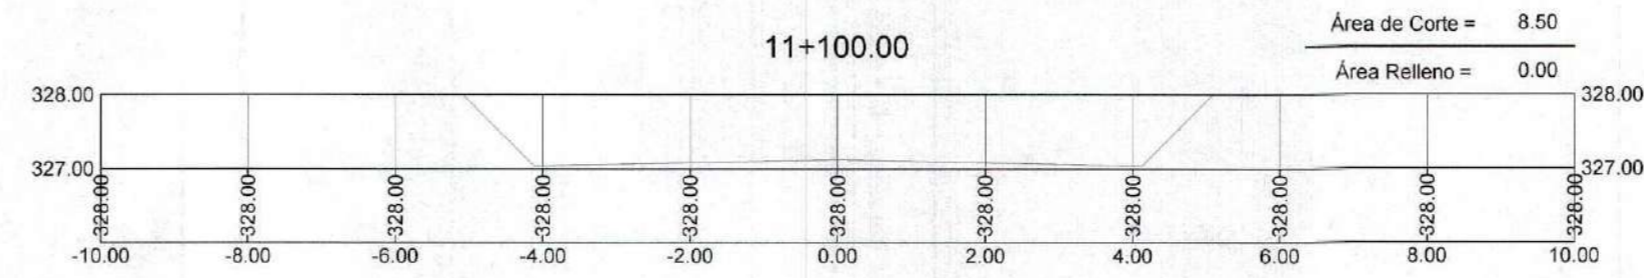 Área de Corte = 8.50
11+100.00
Área Relleno = 0.00
328.00 328.00
327.00 327.00
328.00 328.00 328.00 328.00 328.00 328.00 328.00 328.00 328.00 328.00 328.00
-10.00 -8.00 -6.00 -4.00 -2.00 0.00 2.00 4.00 6.00 8.00 10.00